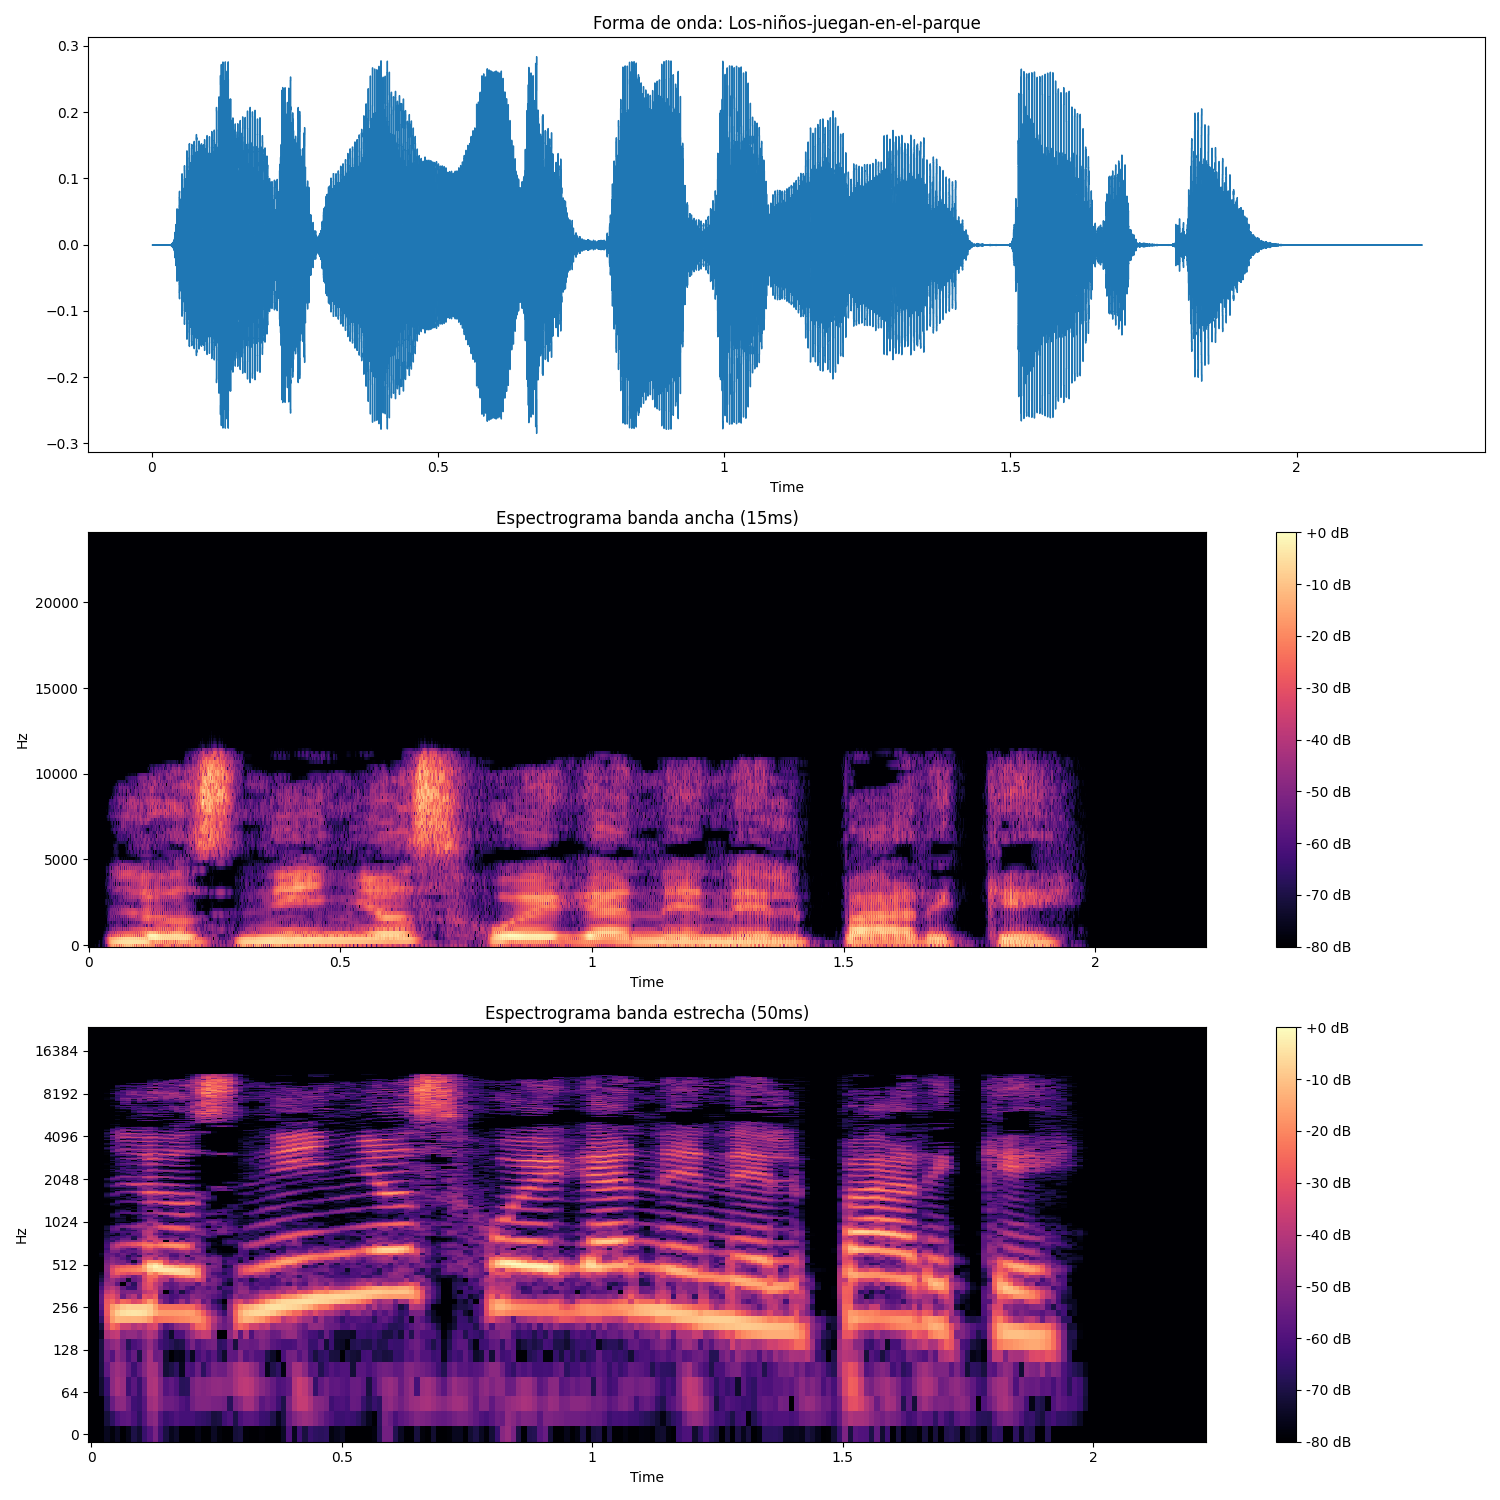 Forma de onda: Los-niños-juegan-en-el-parque
0.3
0.2
0.1
0.0
−0.1
−0.2
−0.3
0 0.5 1 1.5 2
Time
Espectrograma banda ancha (15ms)
Hz
20000
15000
10000
5000
0
0 0.5 1 1.5 2
Time
+0 dB
-10 dB
-20 dB
-30 dB
-40 dB
-50 dB
-60 dB
-70 dB
-80 dB
Espectrograma banda estrecha (50ms)
Hz
16384
8192
4096
2048
1024
512
256
128
64
0
0 0.5 1 1.5 2
Time
+0 dB
-10 dB
-20 dB
-30 dB
-40 dB
-50 dB
-60 dB
-70 dB
-80 dB